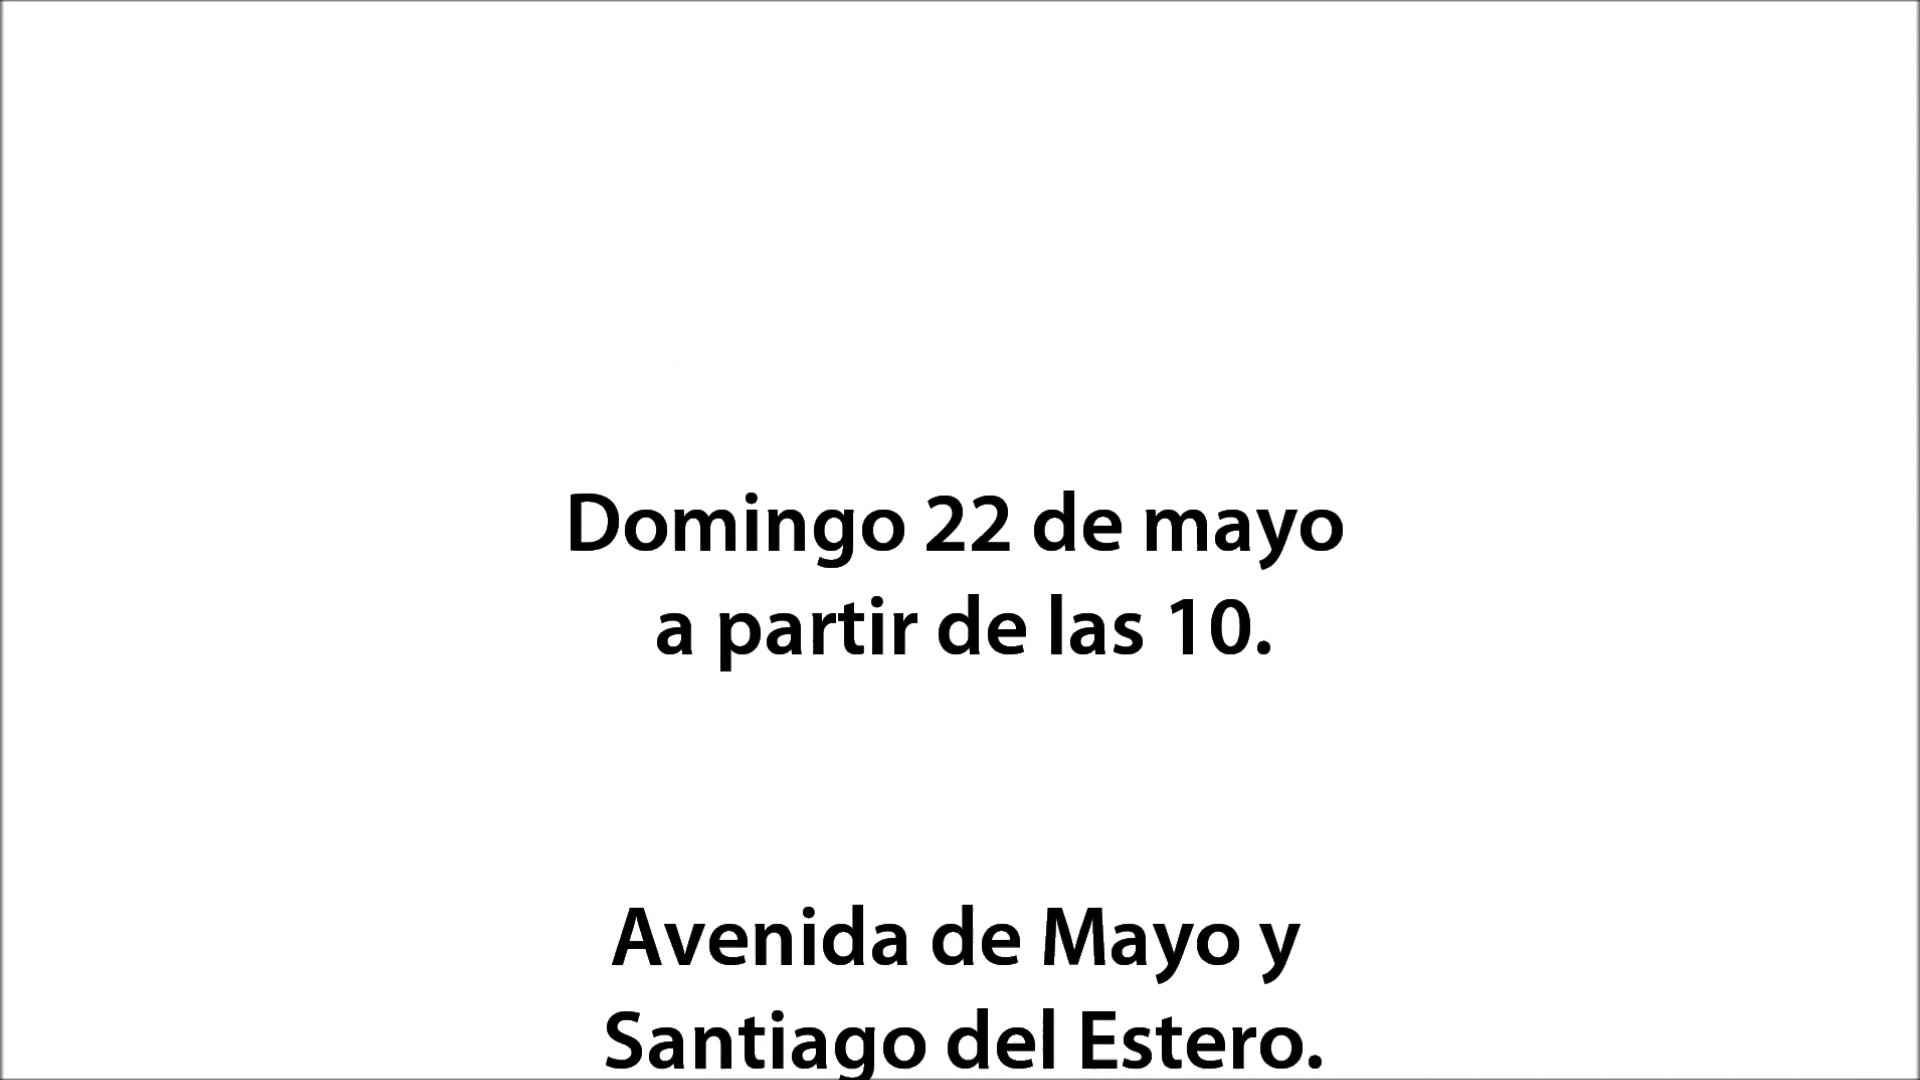 Domingo 22 de mayo
a partir de las 10.
Avenida de Mayo y
Santiago del Estero.